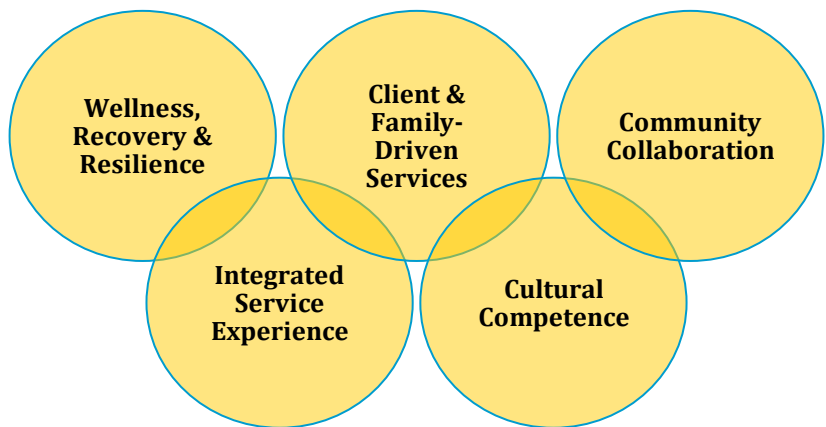 Wellness,
Recovery &
Resilience
Client &
Family-
Driven
Services
Community
Collaboration
Integrated
Service
Experience
Cultural
Competence